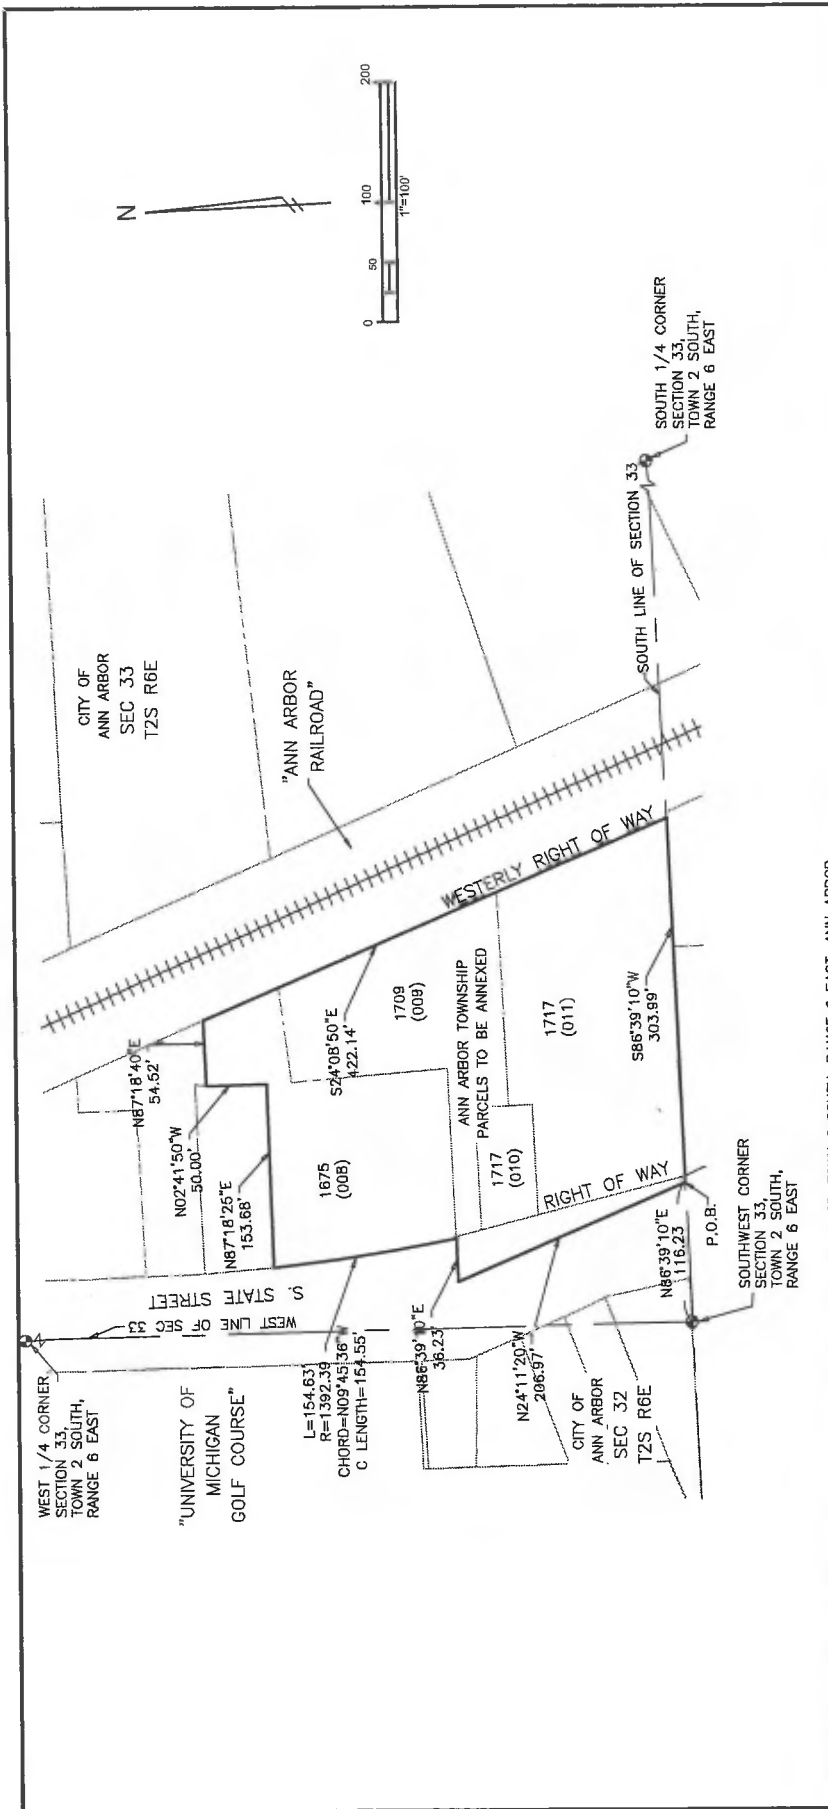 WEST 1/4 CORNER,
SECTION 33,
TOWN 2 SOUTH,
RANGE 6 EAST
"UNIVERSITY OF
MICHIGAN
GOLF COURSE"
WEST LINE OF SEC 33
S. STATE STREET
CITY OF
ANN ARBOR
SEC 33
T2S R6E
N
0
50
100
200
1"=100'
"ANN ARBOR
RAILROAD"
N87°18'40"E
54.52'
N02°41'50"W
50.00'
N87°18'25"E
153.68'
L=154.63'
R=1392.39
CHORD=N09°45'36"W
C LENGTH=154.55'
1675
(008)
S24°08'50"E
422.14'
1709
(009)
WESTERLY RIGHT OF WAY
ANN ARBOR TOWNSHIP
PARCELS TO BE ANNEXED
N86°39'10"E
36.23'
1717
(010)
1717
(011)
RIGHT OF WAY
N24°11'20"W
206.97'
CITY OF
ANN ARBOR
SEC 32
T2S R6E
S86°39'10"W
303.99'
N86°39'10"E
116.23
P.O.B.
SOUTH LINE OF SECTION 33
SOUTHWEST CORNER
SECTION 33,
TOWN 2 SOUTH,
RANGE 6 EAST
SOUTH 1/4 CORNER
SECTION 33,
TOWN 2 SOUTH,
RANGE 6 EAST